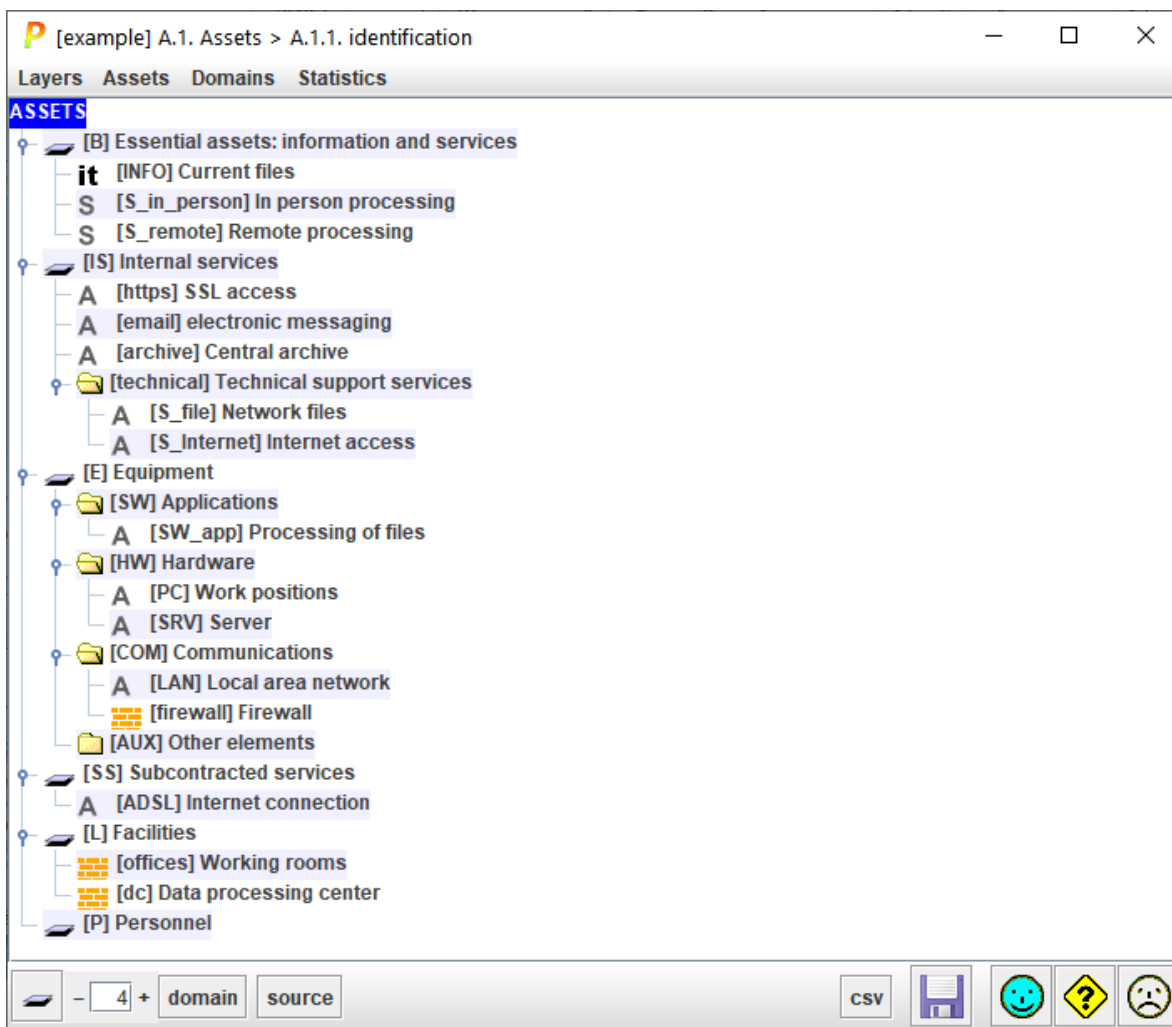 P [example] A.1. Assets > A.1.1. identification
Layers Assets Domains Statistics
ASSETS
[B] Essential assets: information and services
it [INFO] Current files
S [S_in_person] In person processing
S [S_remote] Remote processing
[IS] Internal services
A [https] SSL access
A [email] electronic messaging
A [archive] Central archive
[technical] Technical support services
A [S_file] Network files
A [S_Internet] Internet access
[E] Equipment
[SW] Applications
A [SW_app] Processing of files
[HW] Hardware
A [PC] Work positions
A [SRV] Server
[COM] Communications
A [LAN] Local area network
[firewall] Firewall
[AUX] Other elements
[SS] Subcontracted services
A [ADSL] Internet connection
[L] Facilities
[offices] Working rooms
[dc] Data processing center
[P] Personnel
- 4 + domain source csv ?